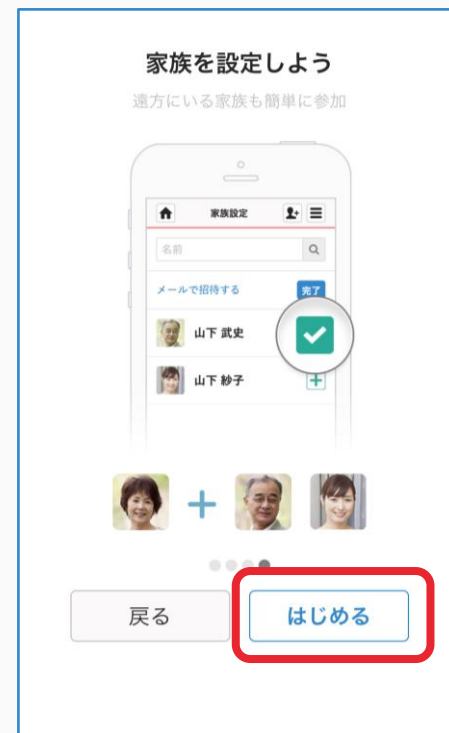 家族を設定しよう
遠方にいる家族も簡単に参加
家族設定
名前
メールで招待する
完了
山下 武史
山下 紗子
戻る
はじめる